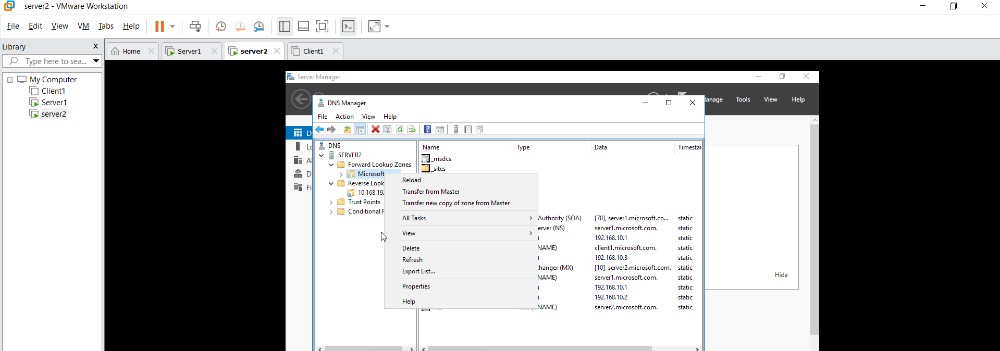 server2 - VMware Workstation
File Edit View VM Tabs Help
Library
Home
Server1
server2
Client1
Type here to sea...
My Computer
Client1
Server1
server2
Server Manager
Tools View Help
DNS Manager
File Action View Help
DNS
SERVER2
Forward Lookup Zones
Microsoft
Reverse Look
10.168.19
Trust Points
Conditional
Name Type Data Timestar
_msdcs
_sites
Reload
Transfer from Master
Transfer new copy of zone from Master
All Tasks
View
Delete
Refresh
Export List...
Properties
Help
Authority (SOA) [78], server1.microsoft.co... static
erver (NS) server1.microsoft.com. static
192.168.10.1 static
NAME) client1.microsoft.com. static
192.168.10.3 static
hanger (MX) [10] server2.microsoft.com. static
NAME) server1.microsoft.com. static
192.168.10.1 static
192.168.10.2 static
NAME) server2.microsoft.com. static
Hide